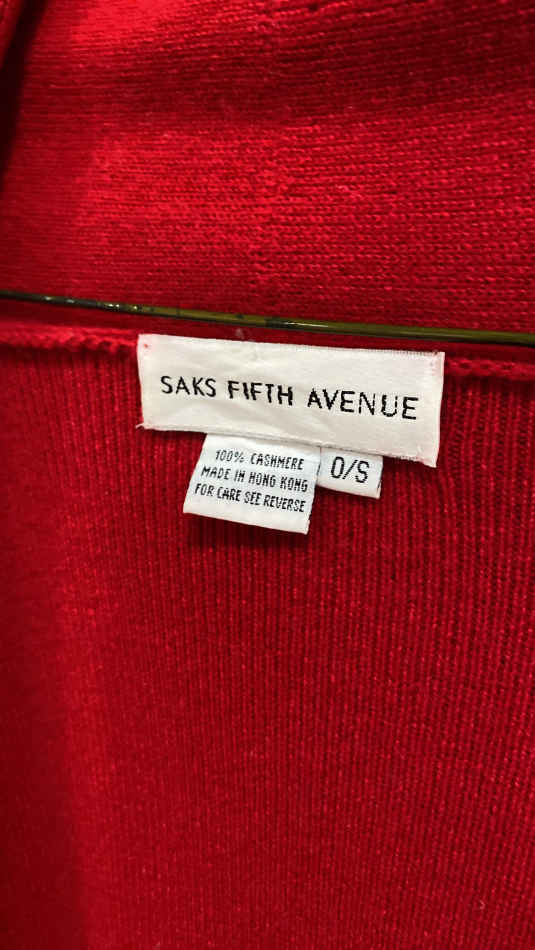 SAKS FIFTH AVENUE
100% CASHMERE
MADE IN HONG KONG
FOR CARE SEE REVERSE
O/S